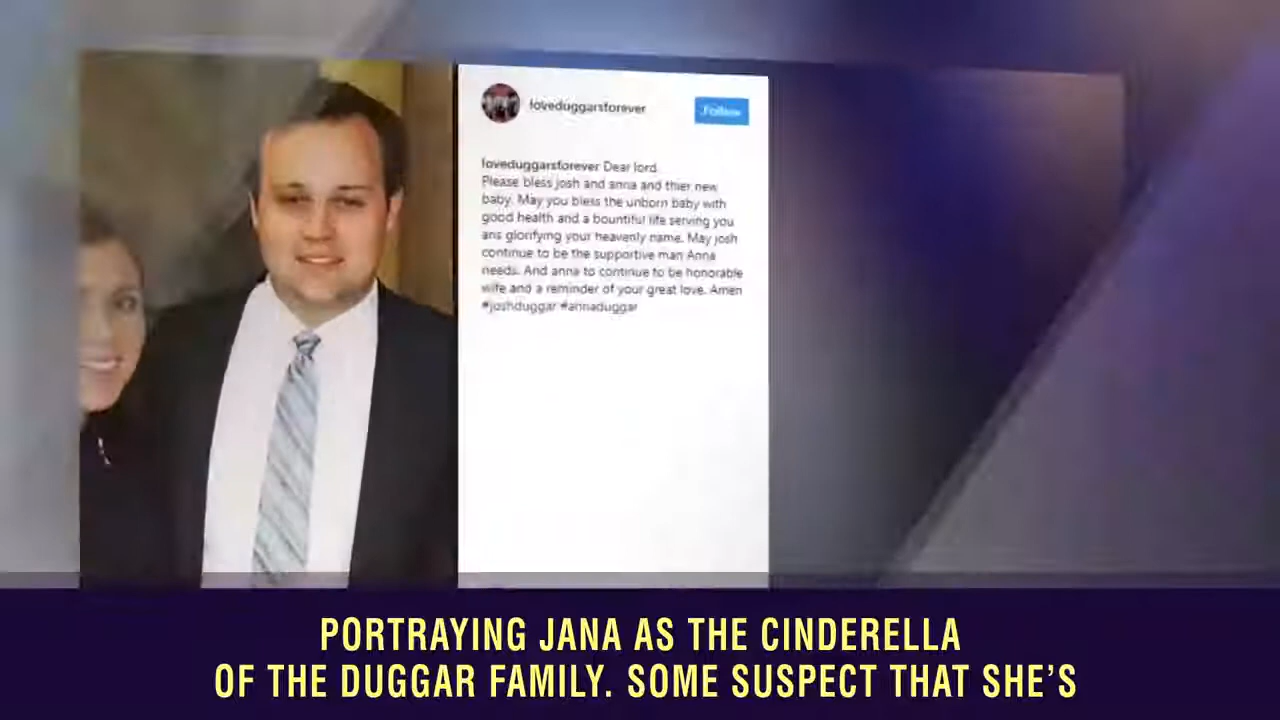 loveduggarsforever
Follow
loveduggarsforever Dear lord.
Please bless josh and anna and thier new
baby. May you bless the unborn baby with
good health and a bountiful life serving you
ans glorifying your heavenly name. May josh
continue to be the supportive man Anna
needs. And anna to continue to be honorable
wife and a reminder of your great love. Amen
#joshduggar #annaduggar
PORTRAYING JANA AS THE CINDERELLA
OF THE DUGGAR FAMILY. SOME SUSPECT THAT SHE'S